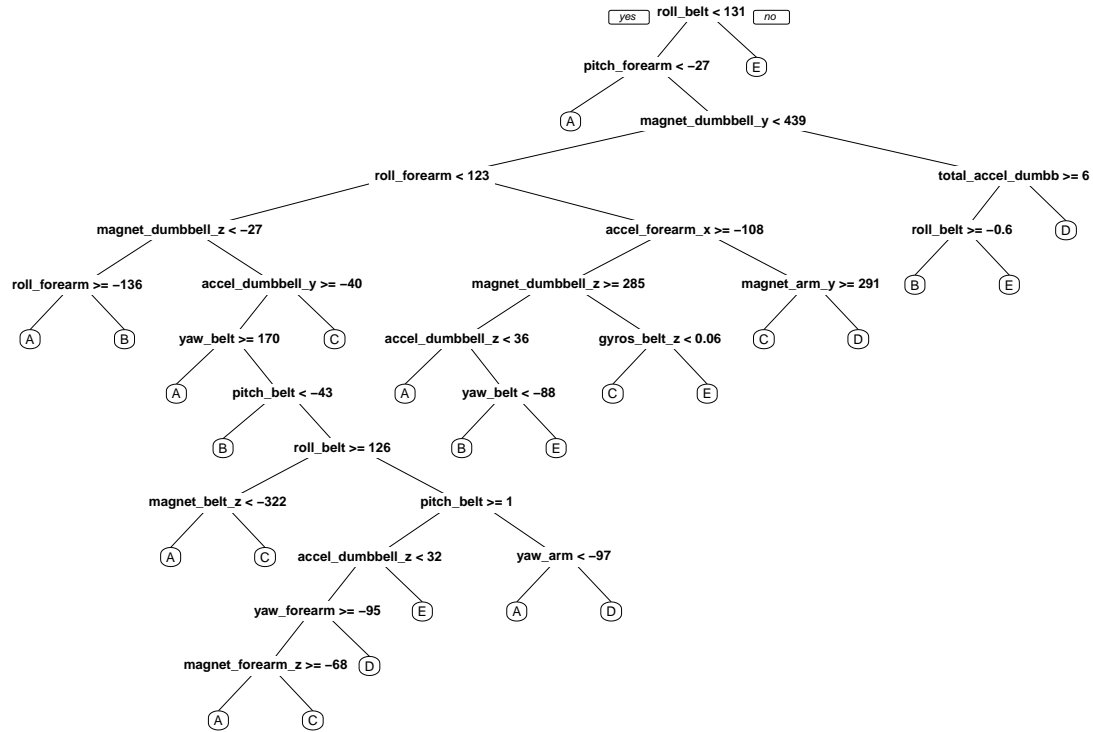 yes roll_belt < 131 no
pitch_forearm < −27 E
A magnet_dumbbell_y < 439
roll_forearm < 123 total_accel_dumbb >= 6
magnet_dumbbell_z < −27 accel_forearm_x >= −108 roll_belt >= −0.6 D
roll_forearm >= −136 accel_dumbbell_y >= −40 magnet_dumbbell_z >= 285 magnet_arm_y >= 291 B E
A B yaw_belt >= 170 C accel_dumbbell_z < 36 gyros_belt_z < 0.06 C D
A pitch_belt < −43 A yaw_belt < −88 C E
B roll_belt >= 126 B E
magnet_belt_z < −322 pitch_belt >= 1
A C accel_dumbbell_z < 32 yaw_arm < −97
yaw_forearm >= −95 E A D
magnet_forearm_z >= −68 D
A C